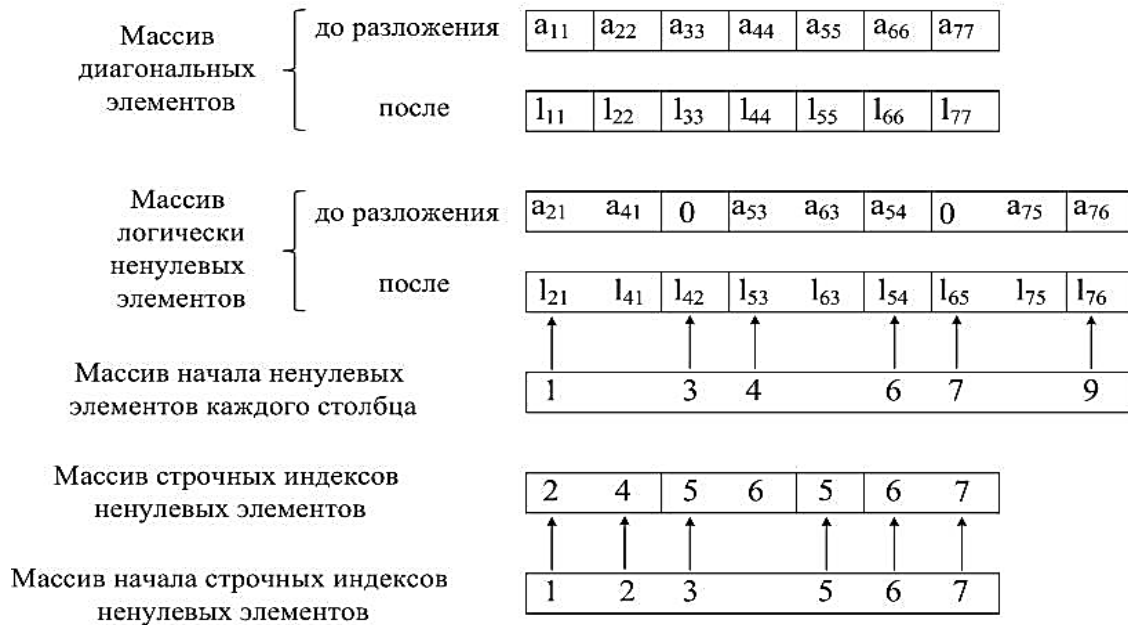 Массив
диагональных
элементов
до разложения
a11 a22 a33 a44 a55 a66 a77
после
l11 l22 l33 l44 l55 l66 l77
Массив
логически
ненулевых
элементов
до разложения
a21 a41 0 a53 a63 a54 0 a75 a76
после
l21 l41 l42 l53 l63 l54 l65 l75 l76
Массив начала ненулевых
элементов каждого столбца
1 3 4 6 7 9
Массив строчных индексов
ненулевых элементов
2 4 5 6 5 6 7
Массив начала строчных индексов
ненулевых элементов
1 2 3 5 6 7